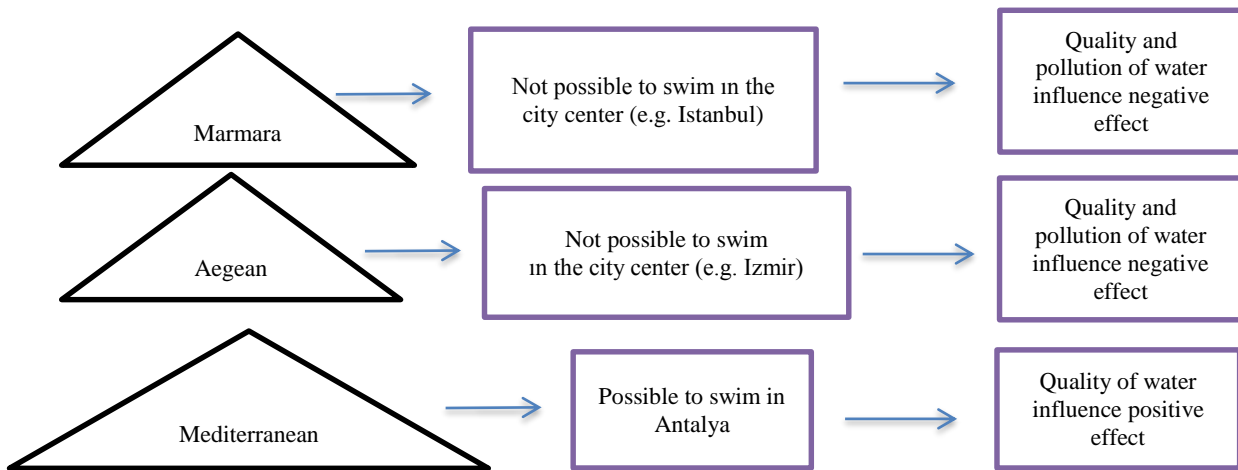 Marmara
Not possible to swim ın the
city center (e.g. Istanbul)
Quality and
pollution of water
influence negative
effect
Aegean
Not possible to swim
ın the city center (e.g. Izmir)
Quality and
pollution of water
influence negative
effect
Mediterranean
Possible to swim in
Antalya
Quality of water
influence positive
effect